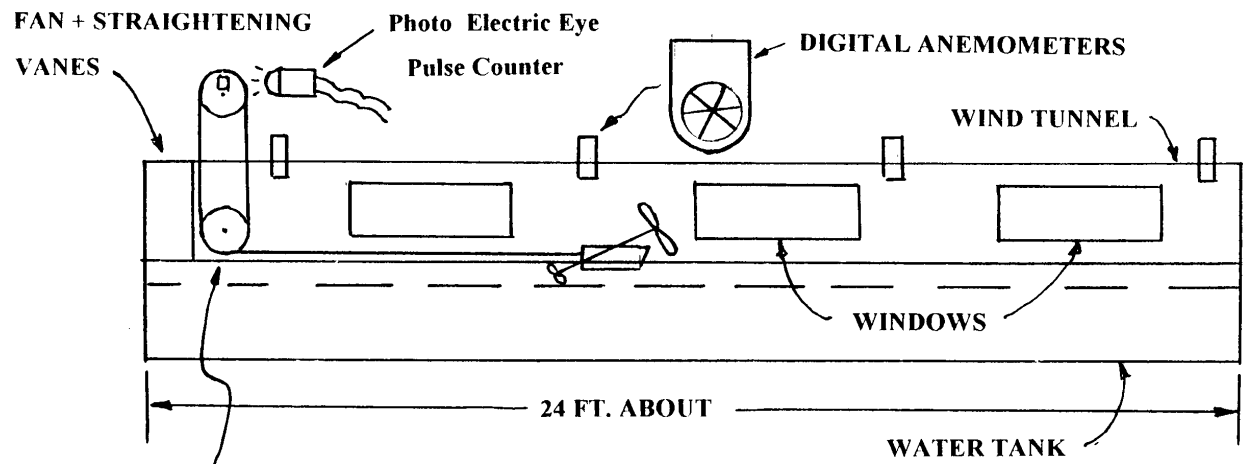 FAN + STRAIGHTENING
VANES
Photo Electric Eye
Pulse Counter
DIGITAL ANEMOMETERS
WIND TUNNEL
WINDOWS
24 FT. ABOUT
WATER TANK